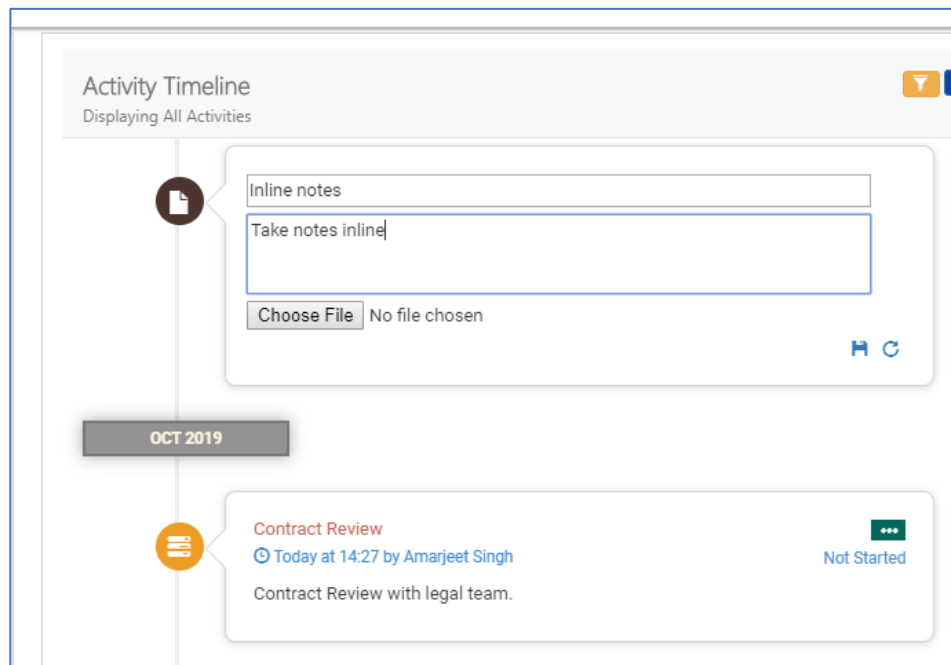 Activity Timeline
Displaying All Activities
Inline notes
Take notes inline
Choose File No file chosen
OCT 2019
Contract Review
Today at 14:27 by Amarjeet Singh
Not Started
Contract Review with legal team.